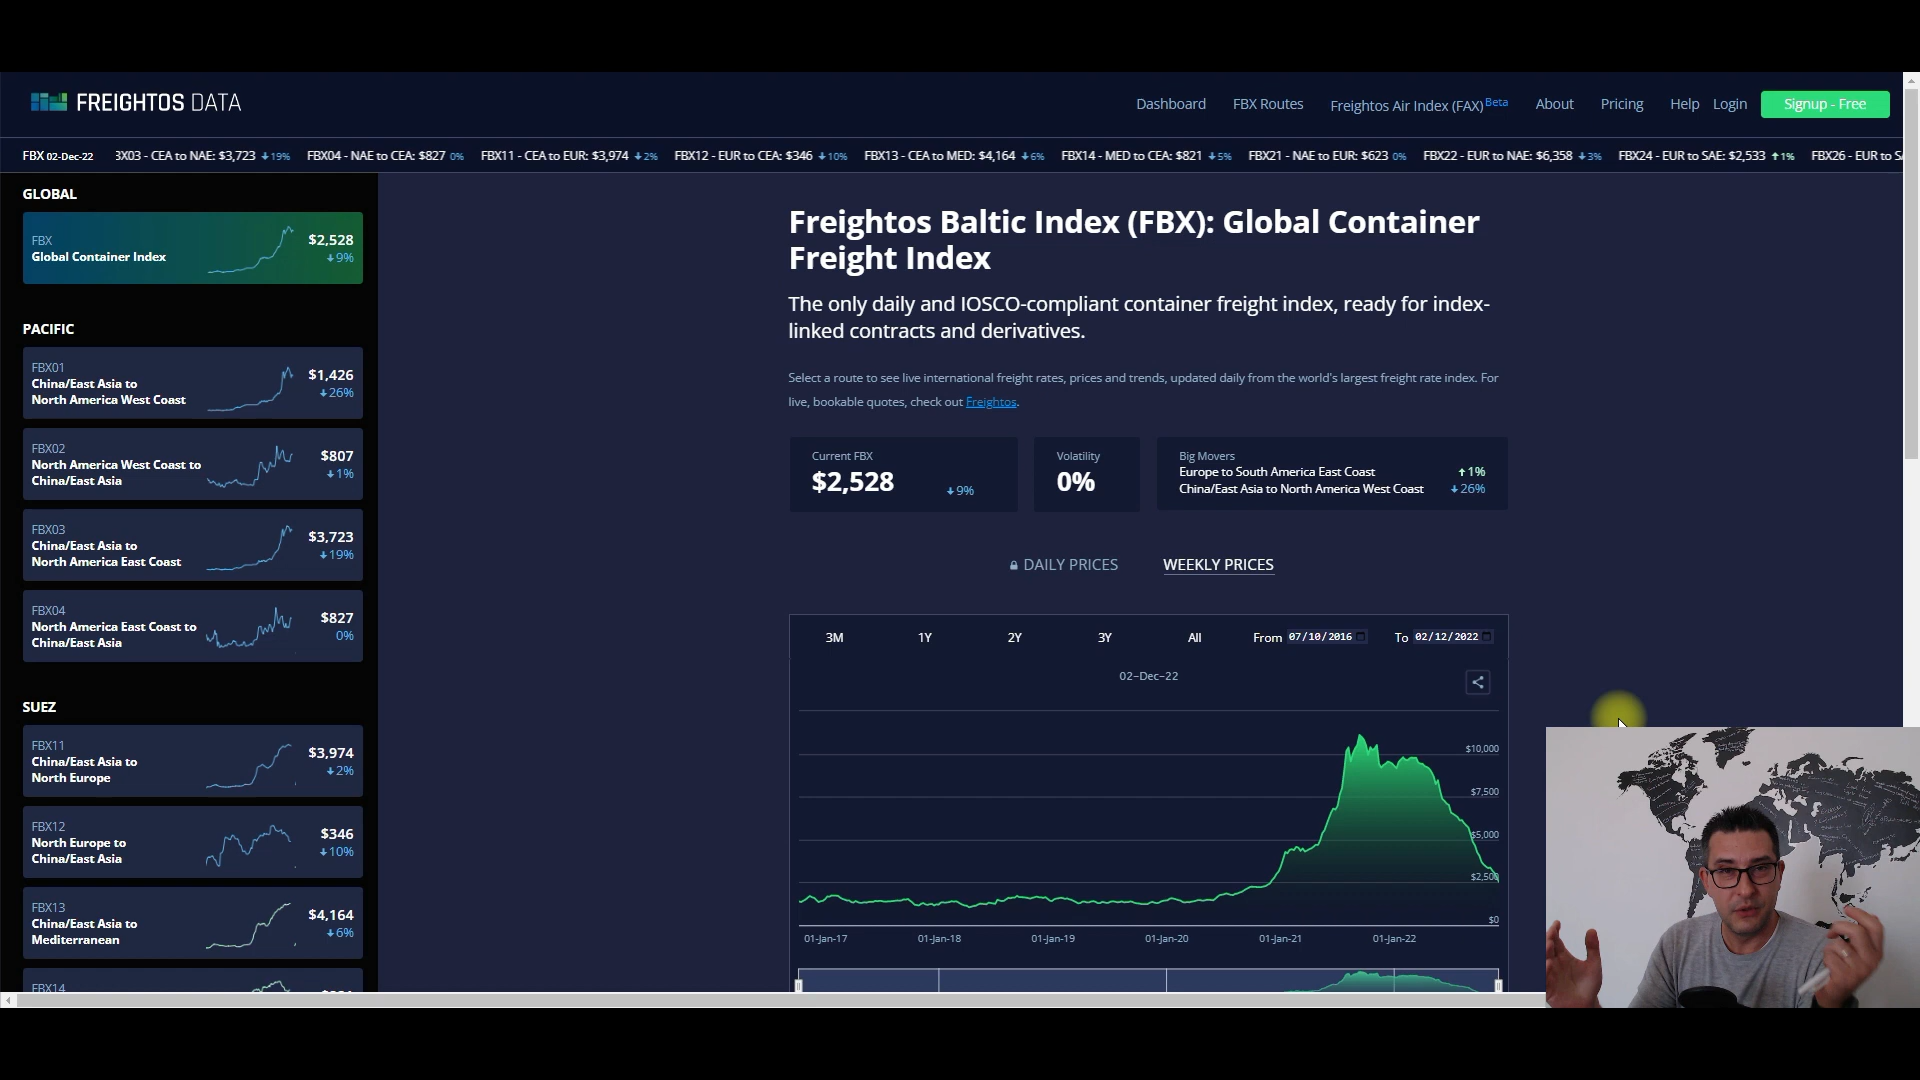 FREIGHTOS DATA
Dashboard FBX Routes Freightos Air Index (FAX) Beta About Pricing Help Login Signup - Free
FBX 02-Dec-22 BX03 - CEA to NAE: $3,723 19% FBX04 - NAE to CEA: $827 0% FBX11 - CEA to EUR: $3,974 2% FBX12 - EUR to CEA: $346 10% FBX13 - CEA to MED: $4,164 6% FBX14 - MED to CEA: $821 5% FBX21 - NAE to EUR: $623 0% FBX22 - EUR to NAE: $6,358 3% FBX24 - EUR to SAE: $2,533 1% FBX26 - EUR to SA
GLOBAL
FBX
Global Container Index
$2,528
9%
PACIFIC
FBX01
China/East Asia to
North America West Coast
$1,426
26%
FBX02
North America West Coast to
China/East Asia
$807
1%
FBX03
China/East Asia to
North America East Coast
$3,723
19%
FBX04
North America East Coast to
China/East Asia
$827
0%
SUEZ
FBX11
China/East Asia to
North Europe
$3,974
2%
FBX12
North Europe to
China/East Asia
$346
10%
FBX13
China/East Asia to
Mediterranean
$4,164
6%
FBX14
Freightos Baltic Index (FBX): Global Container
Freight Index
The only daily and IOSCO-compliant container freight index, ready for index-
linked contracts and derivatives.
Select a route to see live international freight rates, prices and trends, updated daily from the world's largest freight rate index. For
live, bookable quotes, check out Freightos.
Current FBX
$2,528 9%
Volatility
0%
Big Movers
Europe to South America East Coast 1%
China/East Asia to North America West Coast 26%
DAILY PRICES WEEKLY PRICES
3M 1Y 2Y 3Y All From 07/10/2016 To 02/12/2022
02-Dec-22
$10,000
$7,500
$5,000
$2,500
$0
01-Jan-17 01-Jan-18 01-Jan-19 01-Jan-20 01-Jan-21 01-Jan-22